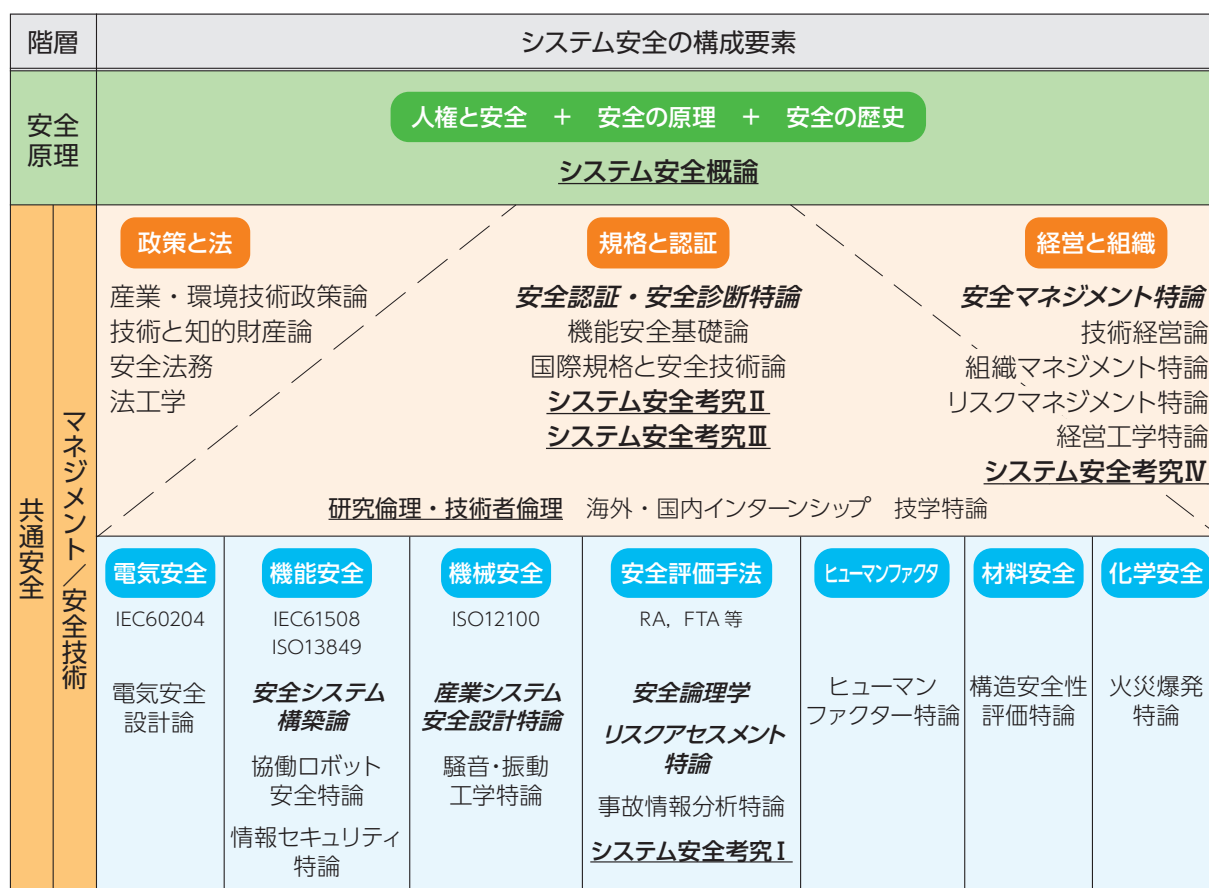 階層
システム安全の構成要素
安全
原理
人権と安全 + 安全の原理 + 安全の歴史
システム安全概論
共通安全
マネジメント/安全技術
政策と法
産業・環境技術政策論
技術と知的財産論
安全法務
法工学
規格と認証
安全認証・安全診断特論
機能安全基礎論
国際規格と安全技術論
システム安全考究Ⅱ
システム安全考究Ⅲ
経営と組織
安全マネジメント特論
技術経営論
組織マネジメント特論
リスクマネジメント特論
経営工学特論
システム安全考究Ⅳ
研究倫理・技術者倫理 海外・国内インターンシップ 技学特論
電気安全
IEC60204
電気安全
設計論
機能安全
IEC61508
ISO13849
安全システム
構築論
協働ロボット
安全特論
情報セキュリティ
特論
機械安全
ISO12100
産業システム
安全設計特論
騒音・振動
工学特論
安全評価手法
RA, FTA 等
安全論理学
リスクアセスメント
特論
事故情報分析特論
システム安全考究Ⅰ
ヒューマンファクタ
ヒューマン
ファクター特論
材料安全
構造安全性
評価特論
化学安全
火災爆発
特論